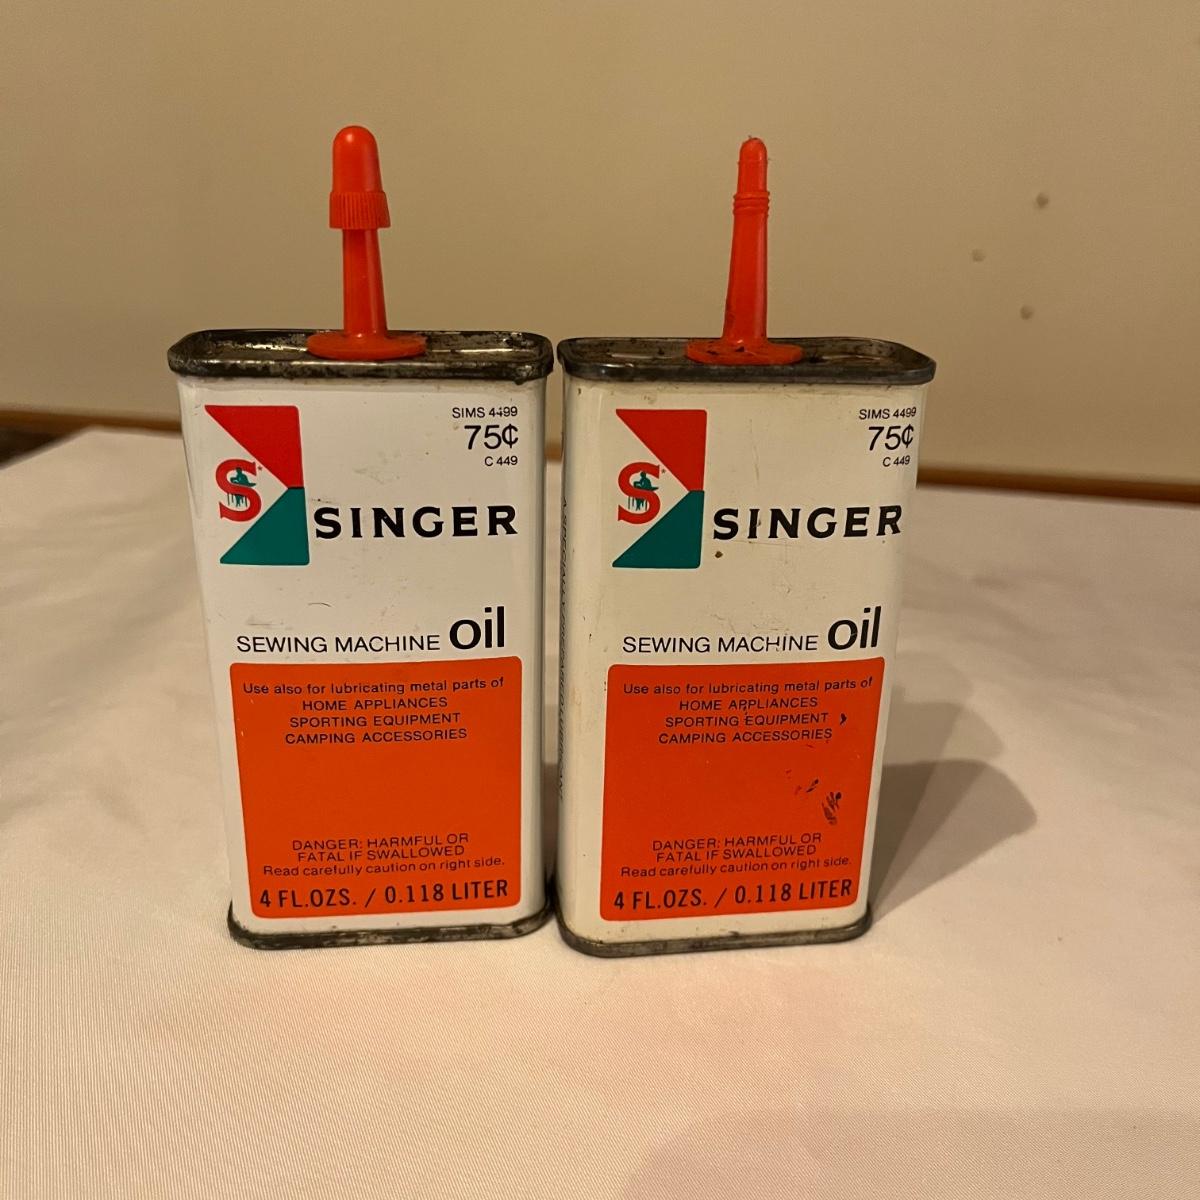 SIMS 4499
75¢
C 449
S
SINGER
SEWING MACHINE oil
Use also for lubricating metal parts of
HOME APPLIANCES
SPORTING EQUIPMENT
CAMPING ACCESSORIES
DANGER: HARMFUL OR
FATAL IF SWALLOWED
Read carefully caution on right side.
4 FL.OZS. / 0.118 LITER
A SPECIALLY PREPARED LUBRICANT
SIMS 4499
75¢
C 449
S
SINGER
SEWING MACHINE oil
Use also for lubricating metal parts of
HOME APPLIANCES
SPORTING EQUIPMENT
CAMPING ACCESSORIES
DANGER: HARMFUL OR
FATAL IF SWALLOWED
Read carefully caution on right side.
4 FL.OZS. / 0.118 LITER